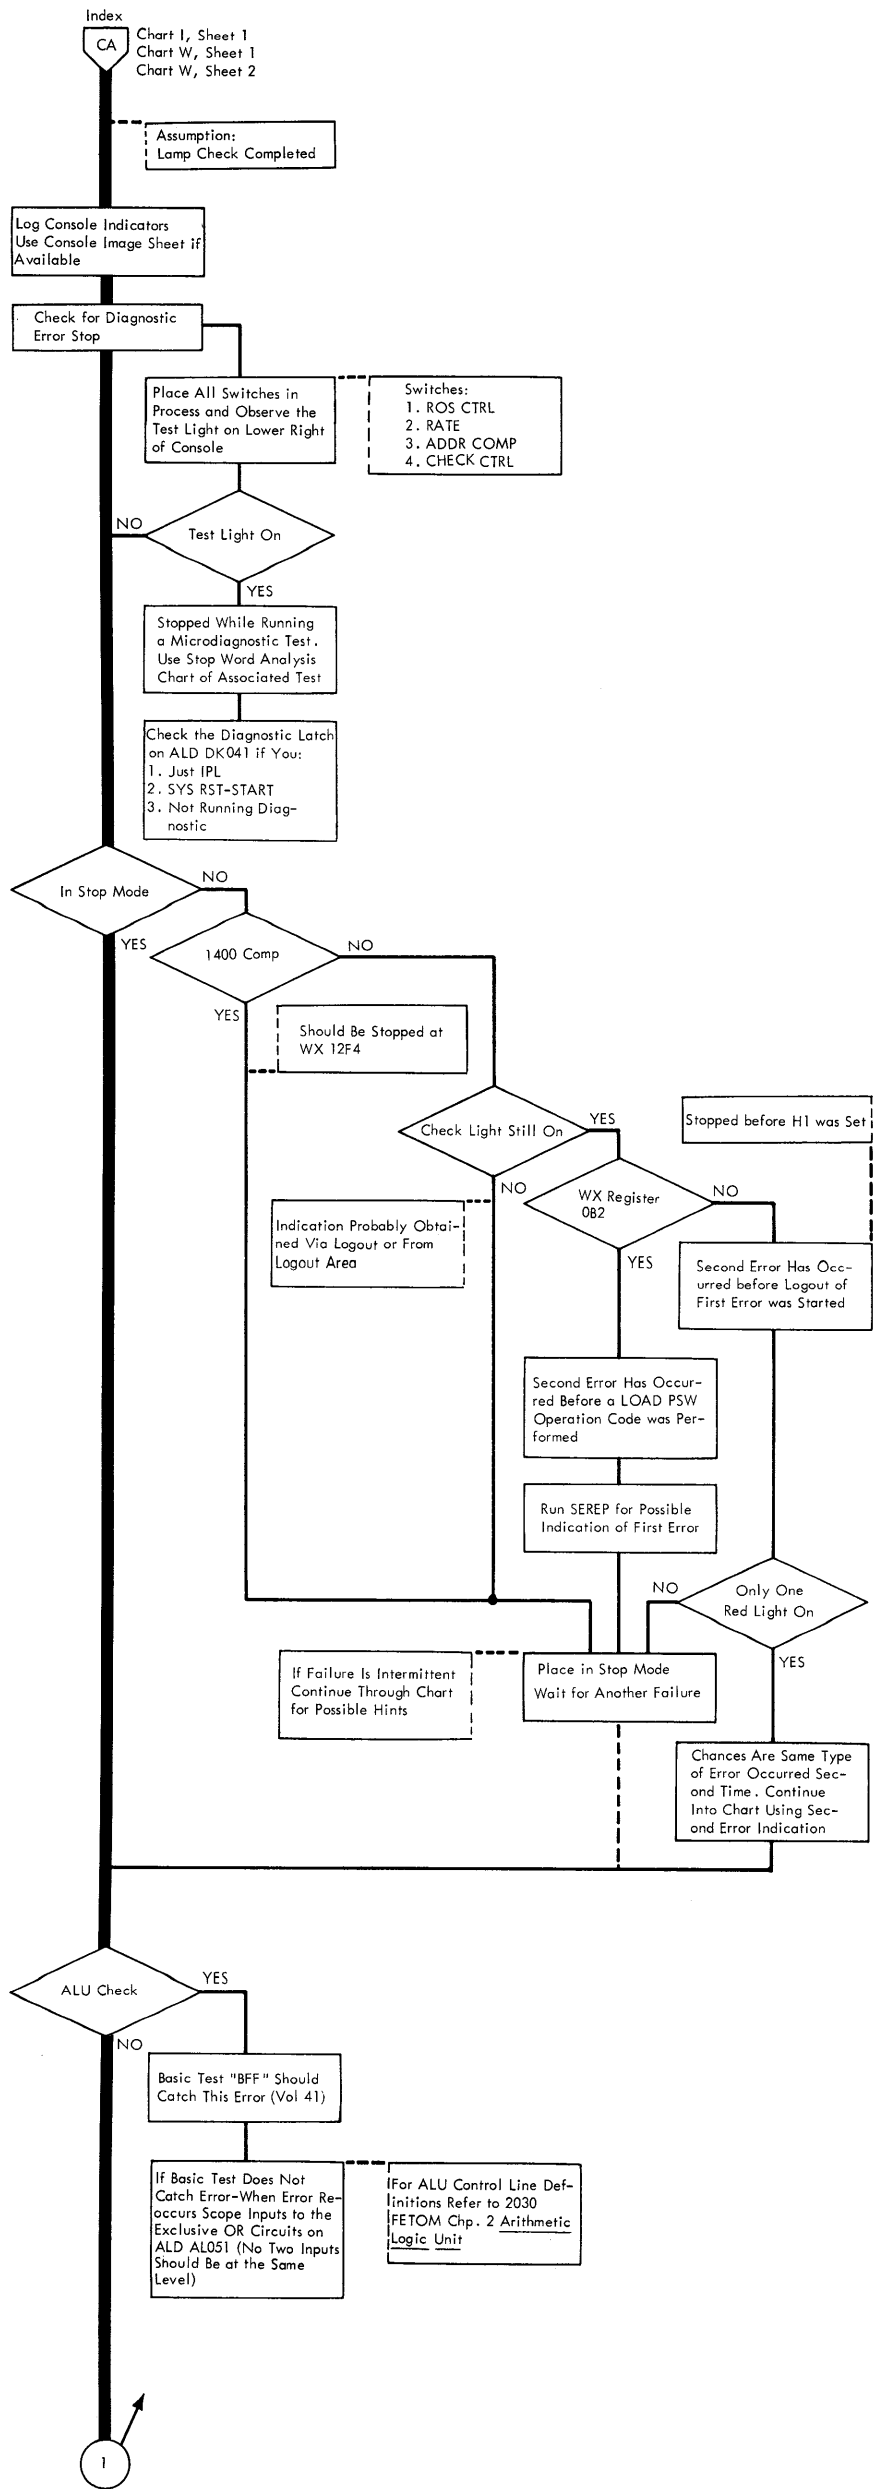 Index
CA
Chart I, Sheet 1
Chart W, Sheet 1
Chart W, Sheet 2
Assumption:
Lamp Check Completed
Log Console Indicators
Use Console Image Sheet if
Available
Check for Diagnostic
Error Stop
Place All Switches in
Process and Observe the
Test Light on Lower Right
of Console
Switches:
1. ROS CTRL
2. RATE
3. ADDR COMP
4. CHECK CTRL
NO
Test Light On
YES
Stopped While Running
a Microdiagnostic Test.
Use Stop Word Analysis
Chart of Associated Test
Check the Diagnostic Latch
on ALD DK041 if You:
1. Just IPL
2. SYS RST-START
3. Not Running Diag-
nostic
In Stop Mode
NO
YES
1400 Comp
NO
YES
Should Be Stopped at
WX 12F4
Check Light Still On
YES
NO
Stopped before H1 was Set
WX Register
0B2
NO
YES
Indication Probably Obtai-
ned Via Logout or From
Logout Area
Second Error Has Occ-
urred before Logout of
First Error was Started
Second Error Has Occur-
red Before a LOAD PSW
Operation Code was Per-
formed
Run SEREP for Possible
Indication of First Error
NO
Only One
Red Light On
YES
If Failure Is Intermittent
Continue Through Chart
for Possible Hints
Place in Stop Mode
Wait for Another Failure
Chances Are Same Type
of Error Occurred Sec-
ond Time. Continue
Into Chart Using Sec-
ond Error Indication
ALU Check
YES
NO
Basic Test "BFF" Should
Catch This Error (Vol 41)
If Basic Test Does Not
Catch Error-When Error Re-
occurs Scope Inputs to the
Exclusive OR Circuits on
ALD AL051 (No Two Inputs
Should Be at the Same
Level)
For ALU Control Line Def-
initions Refer to 2030
FETOM Chp. 2 Arithmetic
Logic Unit
1